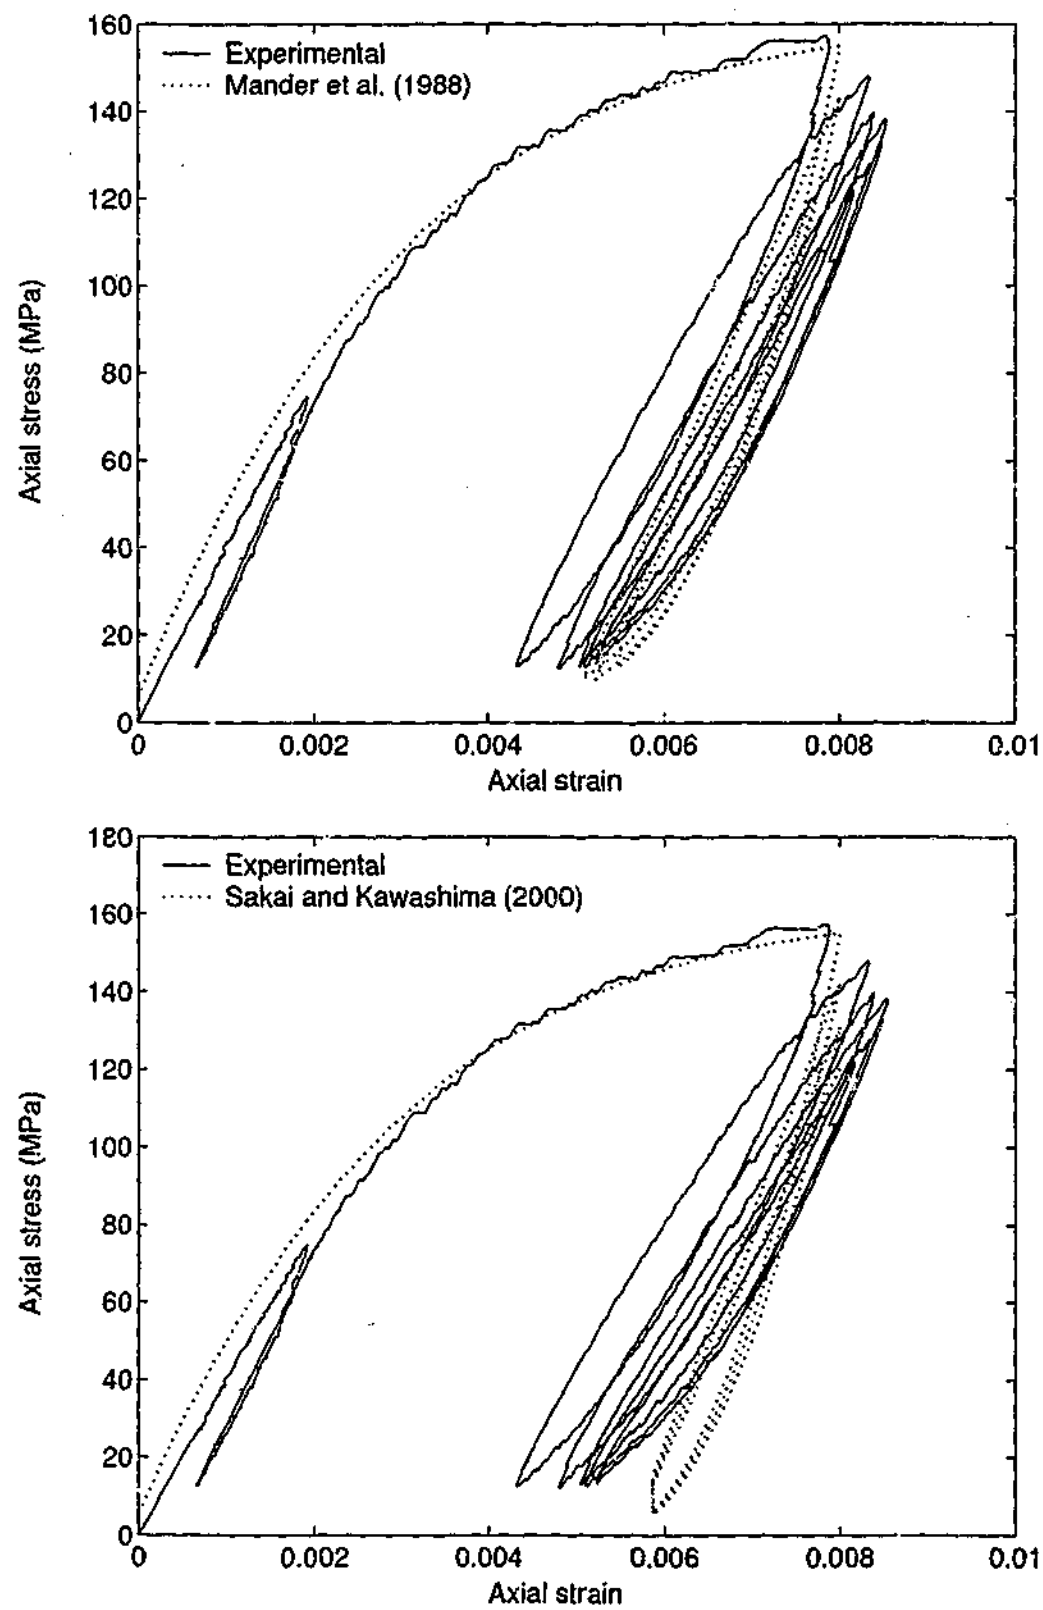 160
Experimental
Mander et al. (1988)
140
120
100
80
60
40
20
0
Axial stress (MPa)
0 0.002 0.004 0.006 0.008 0.01
Axial strain
180
Experimental
Sakai and Kawashima (2000)
160
140
120
100
80
60
40
20
0
Axial stress (MPa)
0 0.002 0.004 0.006 0.008 0.01
Axial strain